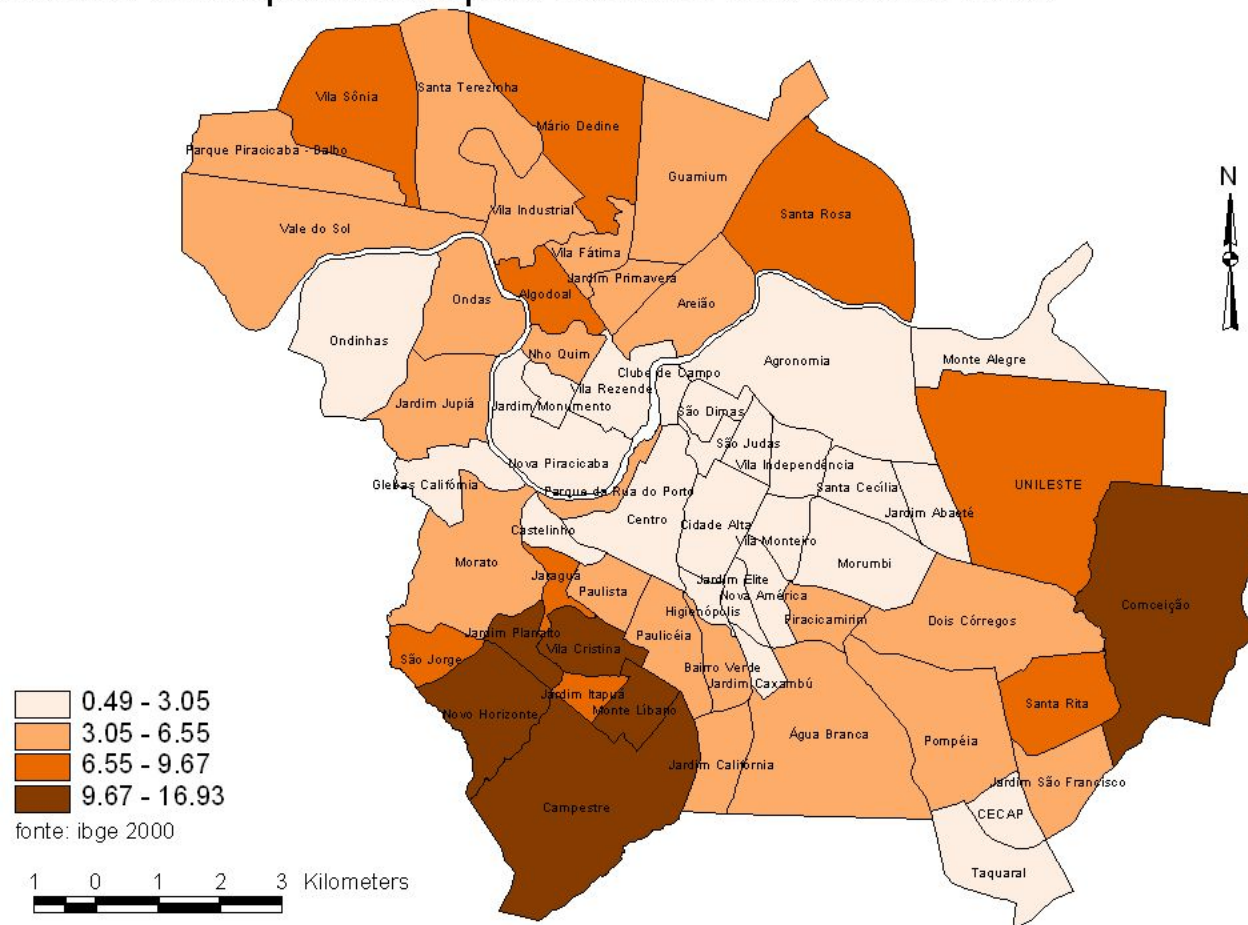 Santa Terezinha
Vila Sônia
Mário Dedine
Parque Piracicaba - Balbo
Guamium
N
Vila Industrial
Santa Rosa
Vale do Sol
Vila Fátima
Jardim Primavera
Algodoal
Ondas
Areião
Ondinhas
Nho Quim
Agronomia
Monte Alegre
Clube de Campo
Vila Rezende
Jardim Jupiá
Jardim Monumento
São Dimas
São Judas
Nova Piracicaba
Vila Independência
Glebas Califórnia
Parque da Rua do Porto
Santa Cecília
UNILESTE
Centro
Cidade Alta
Jardim Abaeté
Castelinho
Vila Monteiro
Morato
Morumbi
Jaraguá
Jardim Elite
Paulista
Nova América
Comceição
Higienópolis
Piracicamirim
Dois Córregos
Jardim Planalto
Paulicéia
Vila Cristina
São Jorge
Bairro Verde
Jardim Caxambú
Jardim Itapuá
Santa Rita
Monte Líbano
Novo Horizonte
Água Branca
Pompéia
Jardim Califórnia
Jardim São Francisco
Campestre
CECAP
Taquaral
0.49 - 3.05
3.05 - 6.55
6.55 - 9.67
9.67 - 16.93
fonte: ibge 2000
1 0 1 2 3 Kilometers